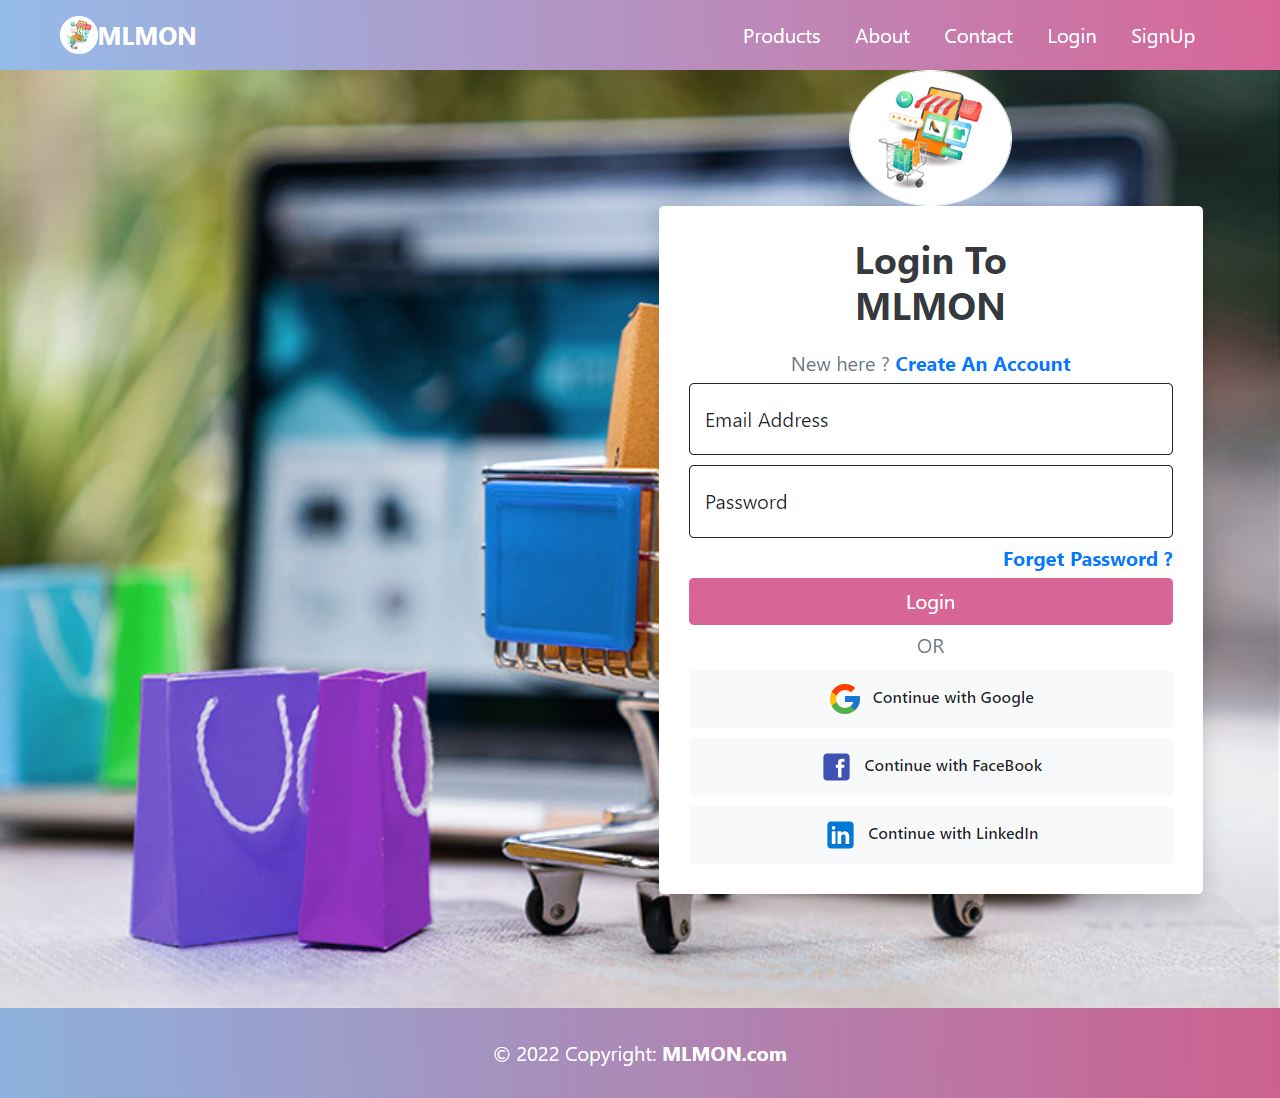 MLMON
Products
About
Contact
Login
SignUp
Login To
MLMON
New here ? Create An Account
Email Address
Password
Forget Password ?
Login
OR
Continue with Google
Continue with FaceBook
Continue with LinkedIn
© 2022 Copyright: MLMON.com